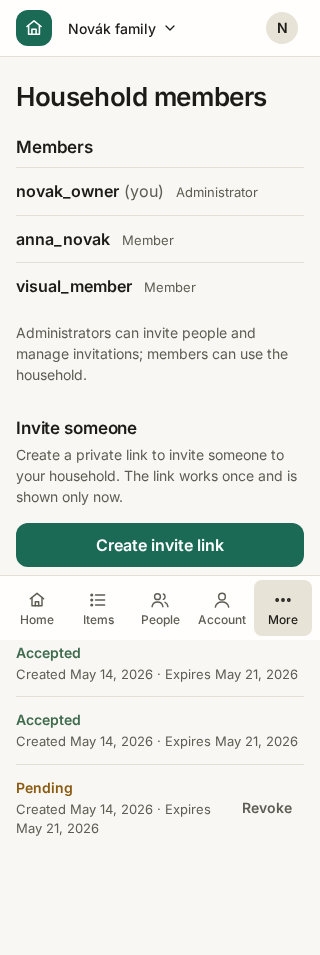 Novák family
N
Household members
Members
novak_owner (you) Administrator
anna_novak Member
visual_member Member
Administrators can invite people and
manage invitations; members can use the
household.
Invite someone
Create a private link to invite someone to
your household. The link works once and is
shown only now.
Create invite link
Home Items People Account More
Accepted
Created May 14, 2026 · Expires May 21, 2026
Accepted
Created May 14, 2026 · Expires May 21, 2026
Pending
Created May 14, 2026 · Expires
May 21, 2026
Revoke